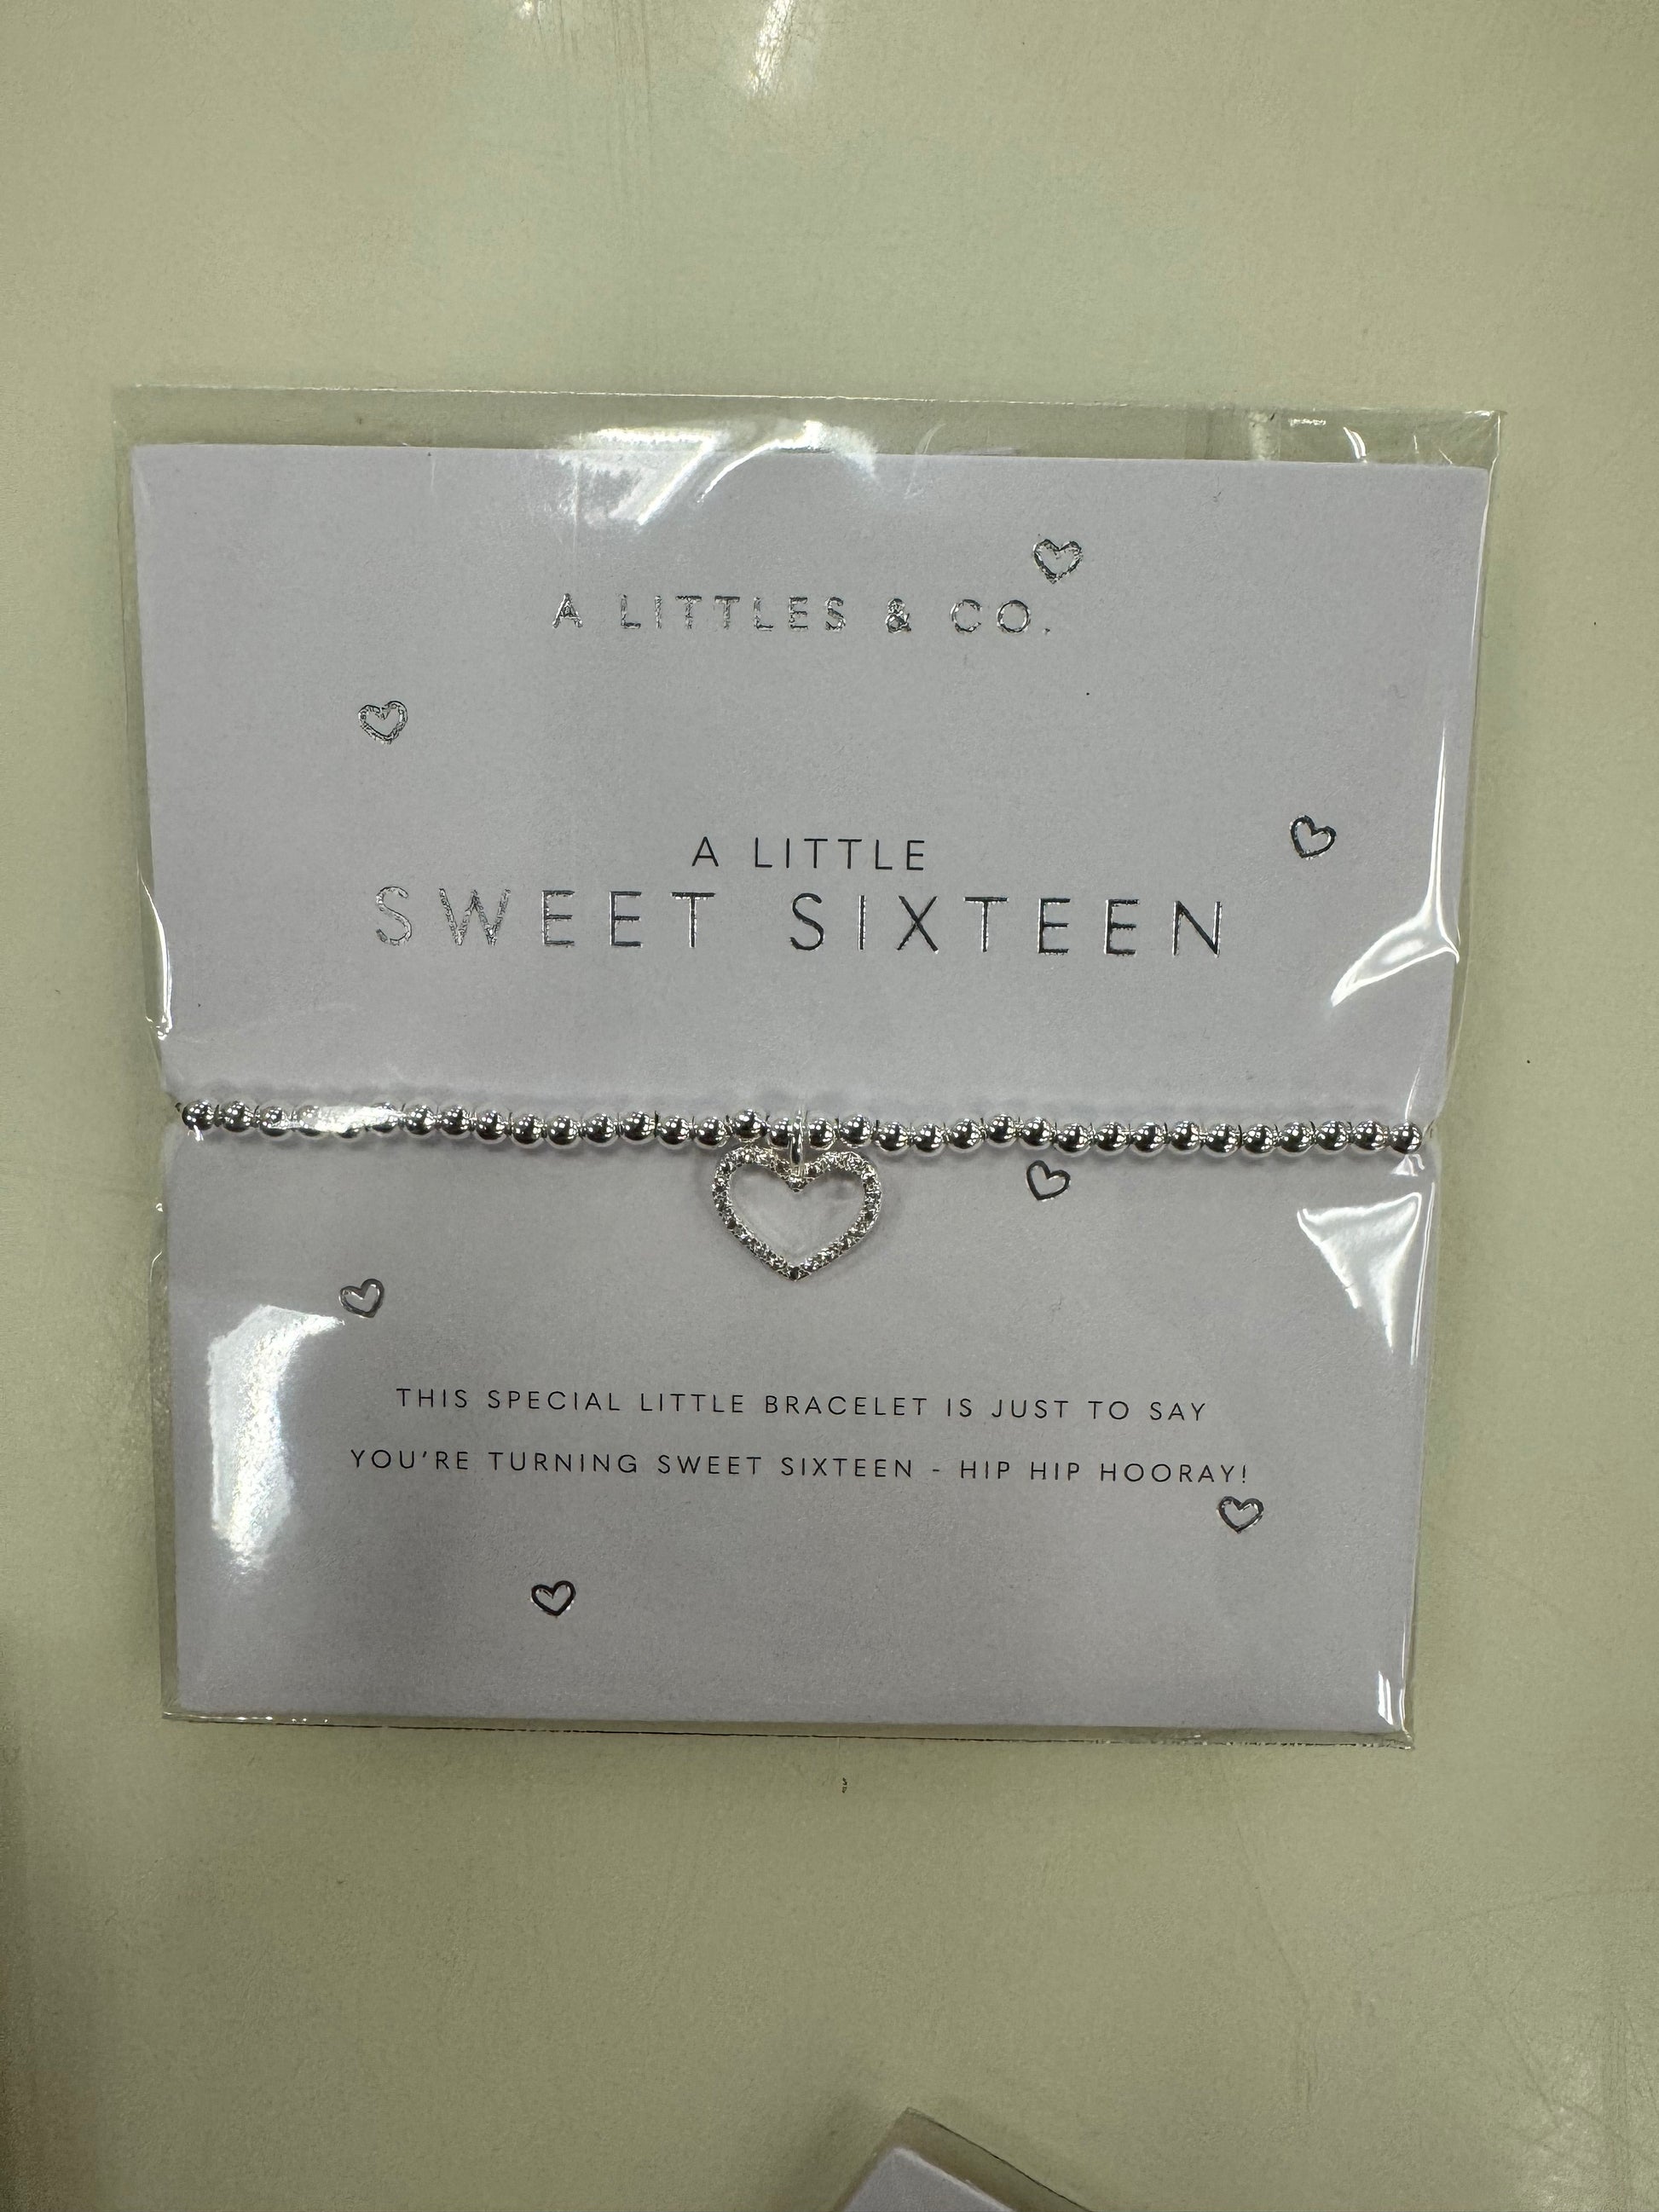 A LITTLES & CO.
A LITTLE
SWEET SIXTEEN
THIS SPECIAL LITTLE BRACELET IS JUST TO SAY
YOU'RE TURNING SWEET SIXTEEN - HIP HIP HOORAY!